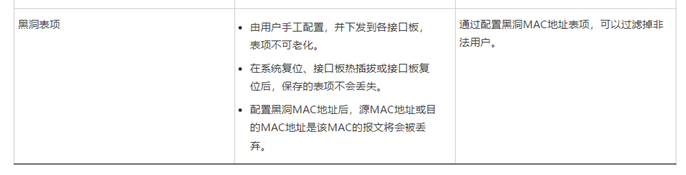 黑洞表项
由用户手工配置，并下发到各接口板，
表项不可老化。
在系统复位、接口板热插拔或接口板复
位后，保存的表项不会丢失。
配置黑洞MAC地址后，源MAC地址或目
的MAC地址是该MAC的报文将会被丢
弃。
通过配置黑洞MAC地址表项，可以过滤掉非
法用户。